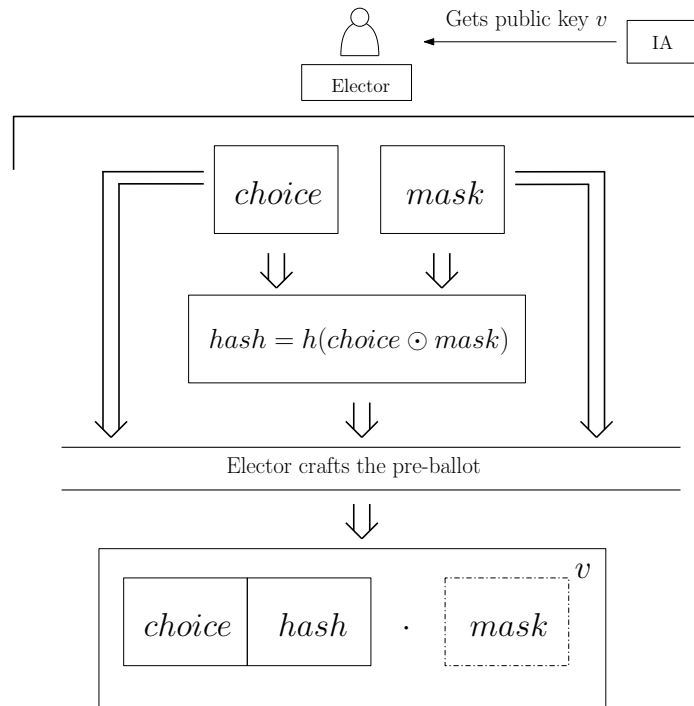 Gets public key v
IA
Elector
choice
mask
hash = h(choice ⊙ mask)
Elector crafts the pre-ballot
v
choice hash · mask